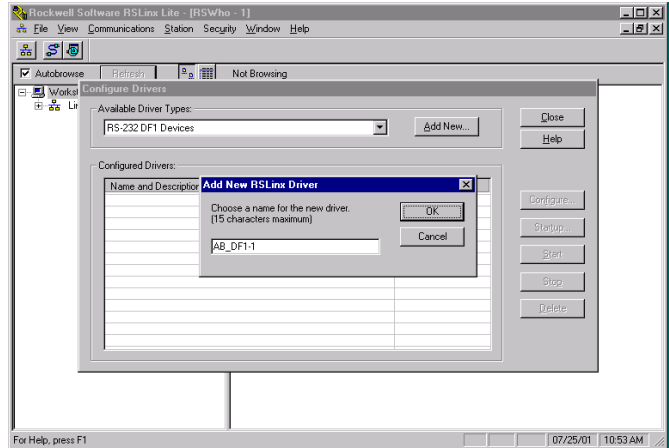 Rockwell Software RSLinx Lite - [RSWho - 1]
File View Communications Station Security Window Help
Autobrowse Refresh Not Browsing
Configure Drivers
Available Driver Types:
RS-232 DF1 Devices
Add New...
Close
Help
Configured Drivers:
Name and Description
Add New RSLinx Driver
Choose a name for the new driver.
(15 characters maximum)
AB_DF1-1
OK
Cancel
Configure...
Startup...
Start
Stop
Delete
Works
Lin
For Help, press F1
07/25/01 10:53 AM